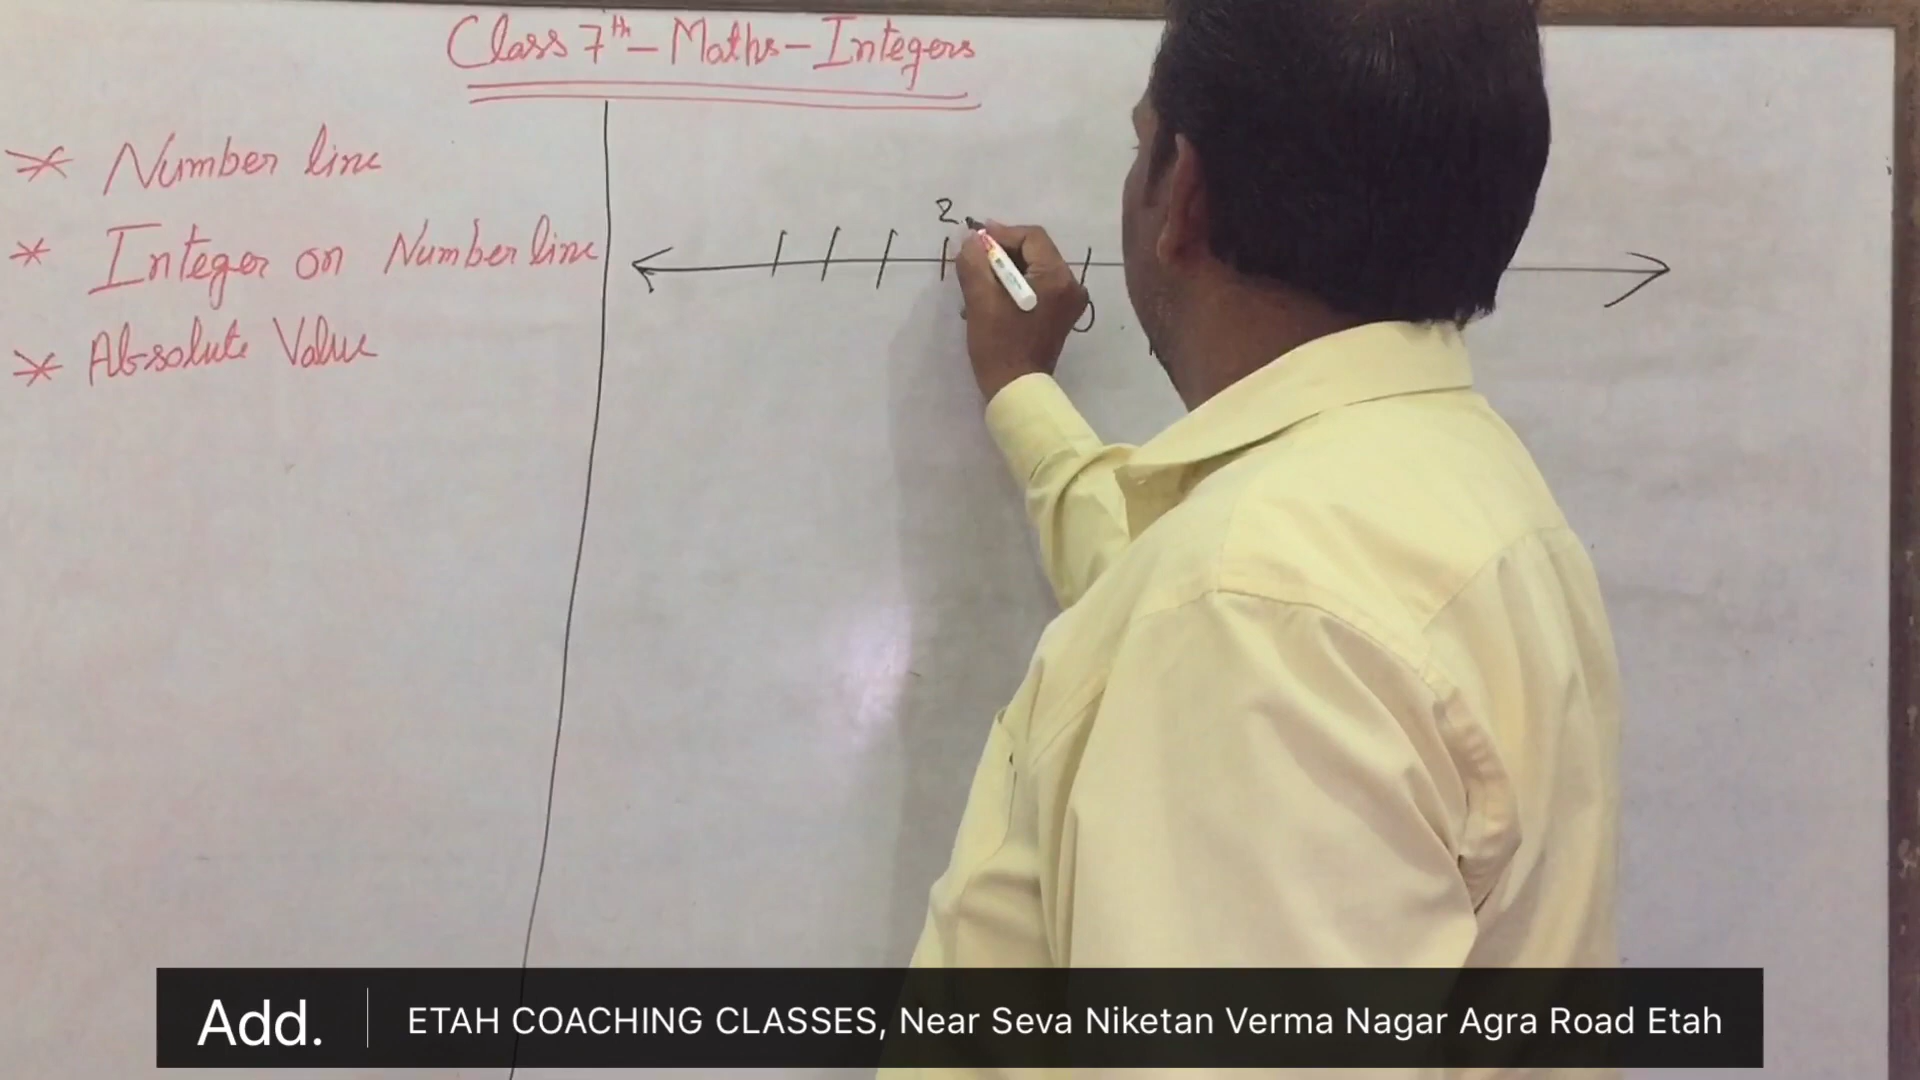 Class 7th - Maths - Integers
* Number line
* Integer on Number line
* Absolute Value
2
0
Add. ETAH COACHING CLASSES, Near Seva Niketan Verma Nagar Agra Road Etah